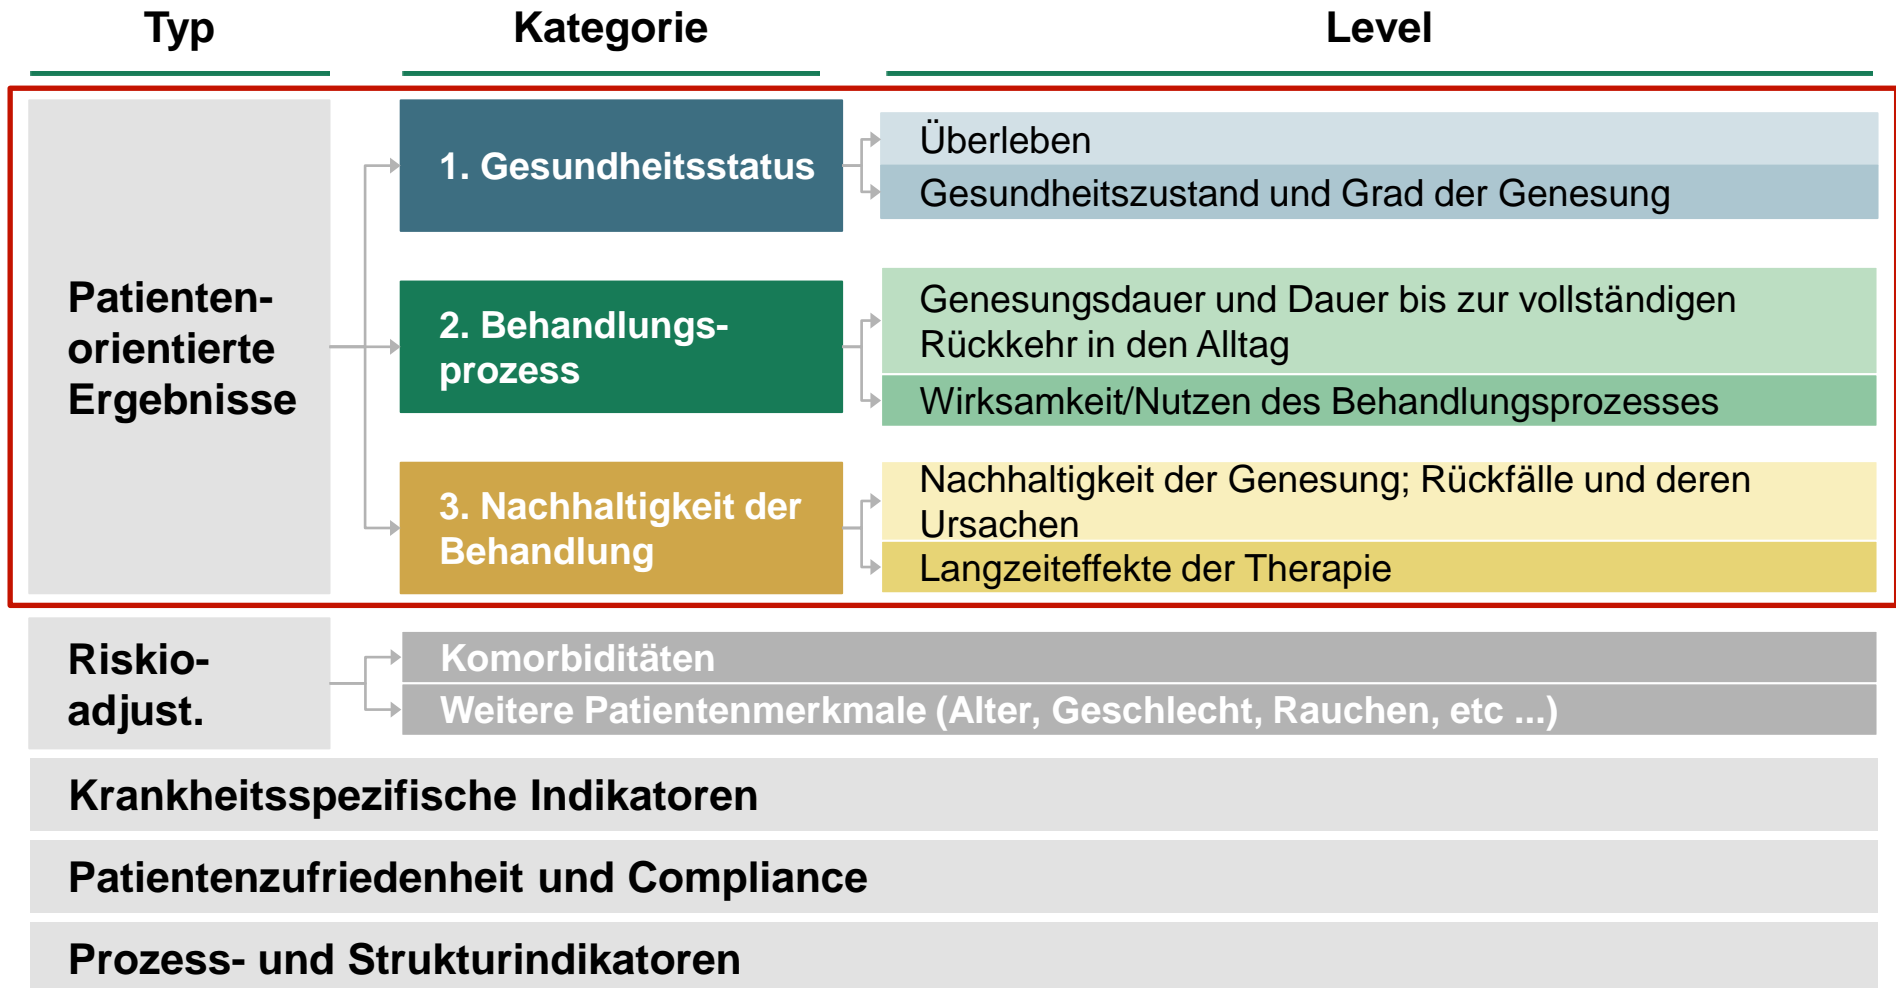 Typ
Kategorie
Level
Patienten-
orientierte
Ergebnisse
1. Gesundheitsstatus
Überleben
Gesundheitszustand und Grad der Genesung
2. Behandlungs-
prozess
Genesungsdauer und Dauer bis zur vollständigen
Rückkehr in den Alltag
Wirksamkeit/Nutzen des Behandlungsprozesses
3. Nachhaltigkeit der
Behandlung
Nachhaltigkeit der Genesung; Rückfälle und deren
Ursachen
Langzeiteffekte der Therapie
Riskio-
adjust.
Komorbiditäten
Weitere Patientenmerkmale (Alter, Geschlecht, Rauchen, etc ...)
Krankheitsspezifische Indikatoren
Patientenzufriedenheit und Compliance
Prozess- und Strukturindikatoren